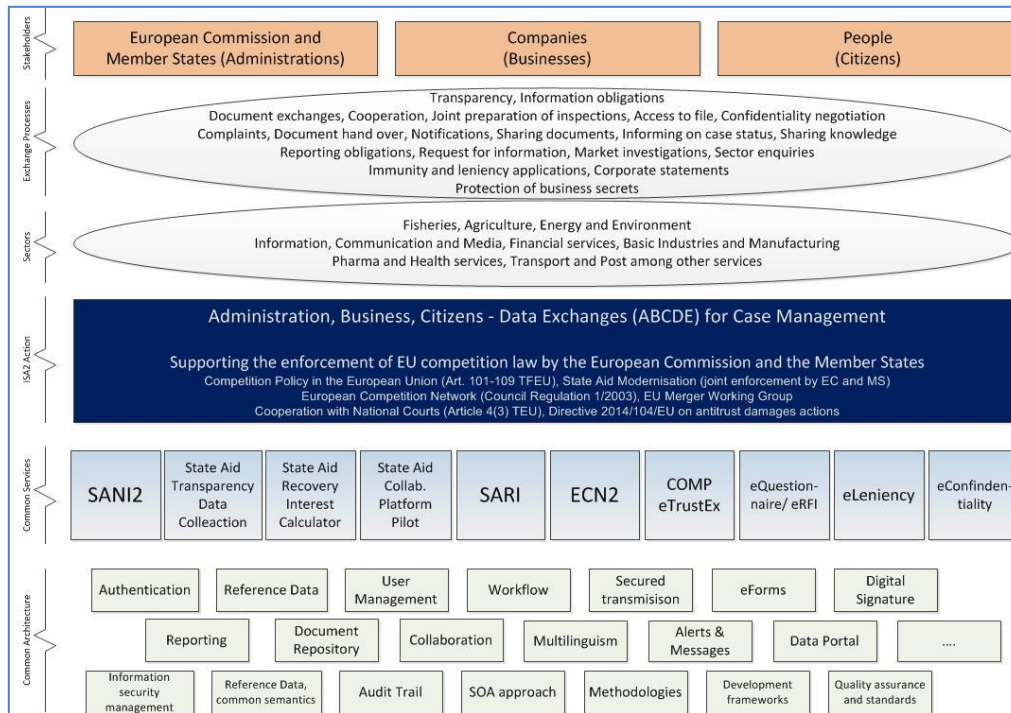 Stakeholders
European Commission and
Member States (Administrations)
Companies
(Businesses)
People
(Citizens)
Exchange Processes
Transparency, Information obligations
Document exchanges, Cooperation, Joint preparation of inspections, Access to file, Confidentiality negotiation
Complaints, Document hand over, Notifications, Sharing documents, Informing on case status, Sharing knowledge
Reporting obligations, Request for information, Market investigations, Sector enquiries
Immunity and leniency applications, Corporate statements
Protection of business secrets
Sectors
Fisheries, Agriculture, Energy and Environment
Information, Communication and Media, Financial services, Basic Industries and Manufacturing
Pharma and Health services, Transport and Post among other services
ISA2 Action
Administration, Business, Citizens - Data Exchanges (ABCDE) for Case Management
Supporting the enforcement of EU competition law by the European Commission and the Member States
Competition Policy in the European Union (Art. 101-109 TFEU), State Aid Modernisation (joint enforcement by EC and MS)
European Competition Network (Council Regulation 1/2003), EU Merger Working Group
Cooperation with National Courts (Article 4(3) TEU), Directive 2014/104/EU on antitrust damages actions
Common Services
SANI2
State Aid
Transparency
Data
Colleaction
State Aid
Recovery
Interest
Calculator
State Aid
Collab.
Platform
Pilot
SARI
ECN2
COMP
eTrustEx
eQuestion-
naire/ eRFI
eLeniency
eConfinden-
tiality
Common Architecture
Authentication
Reference Data
User
Management
Workflow
Secured
transmisison
eForms
Digital
Signature
Reporting
Document
Repository
Collaboration
Multilinguism
Alerts &
Messages
Data Portal
....
Information
security
management
Reference Data,
common semantics
Audit Trail
SOA approach
Methodologies
Development
frameworks
Quality assurance
and standards